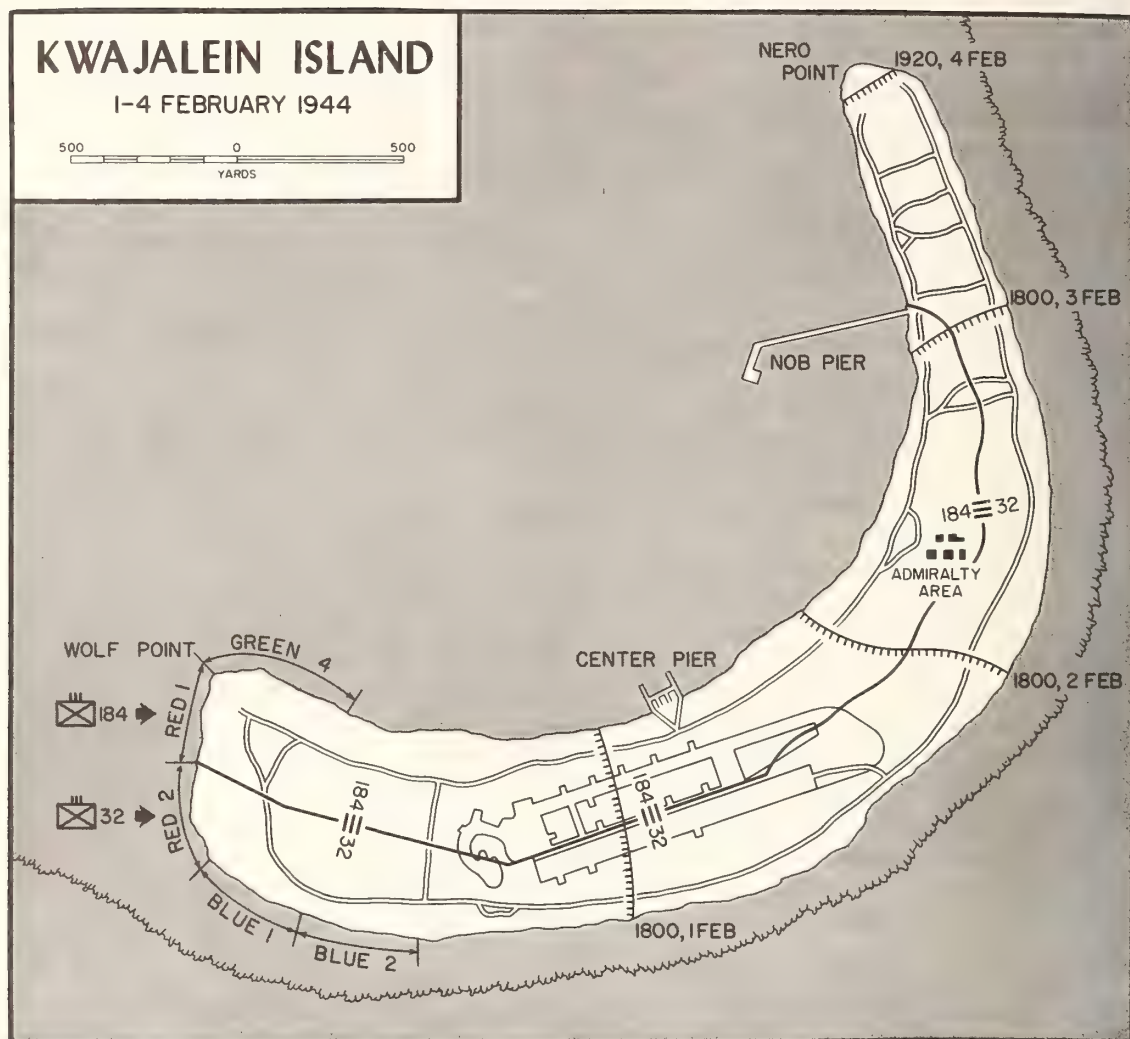 KWAJALEIN ISLAND
1-4 FEBRUARY 1944
500 0 500
YARDS
NERO
POINT
1920, 4 FEB
1800, 3 FEB
NOB PIER
184 32
ADMIRALTY
AREA
WOLF POINT
GREEN 4
CENTER PIER
1800, 2 FEB
184
RED 1
32
RED 2
184 32
184 32
BLUE 1
BLUE 2
1800, 1 FEB